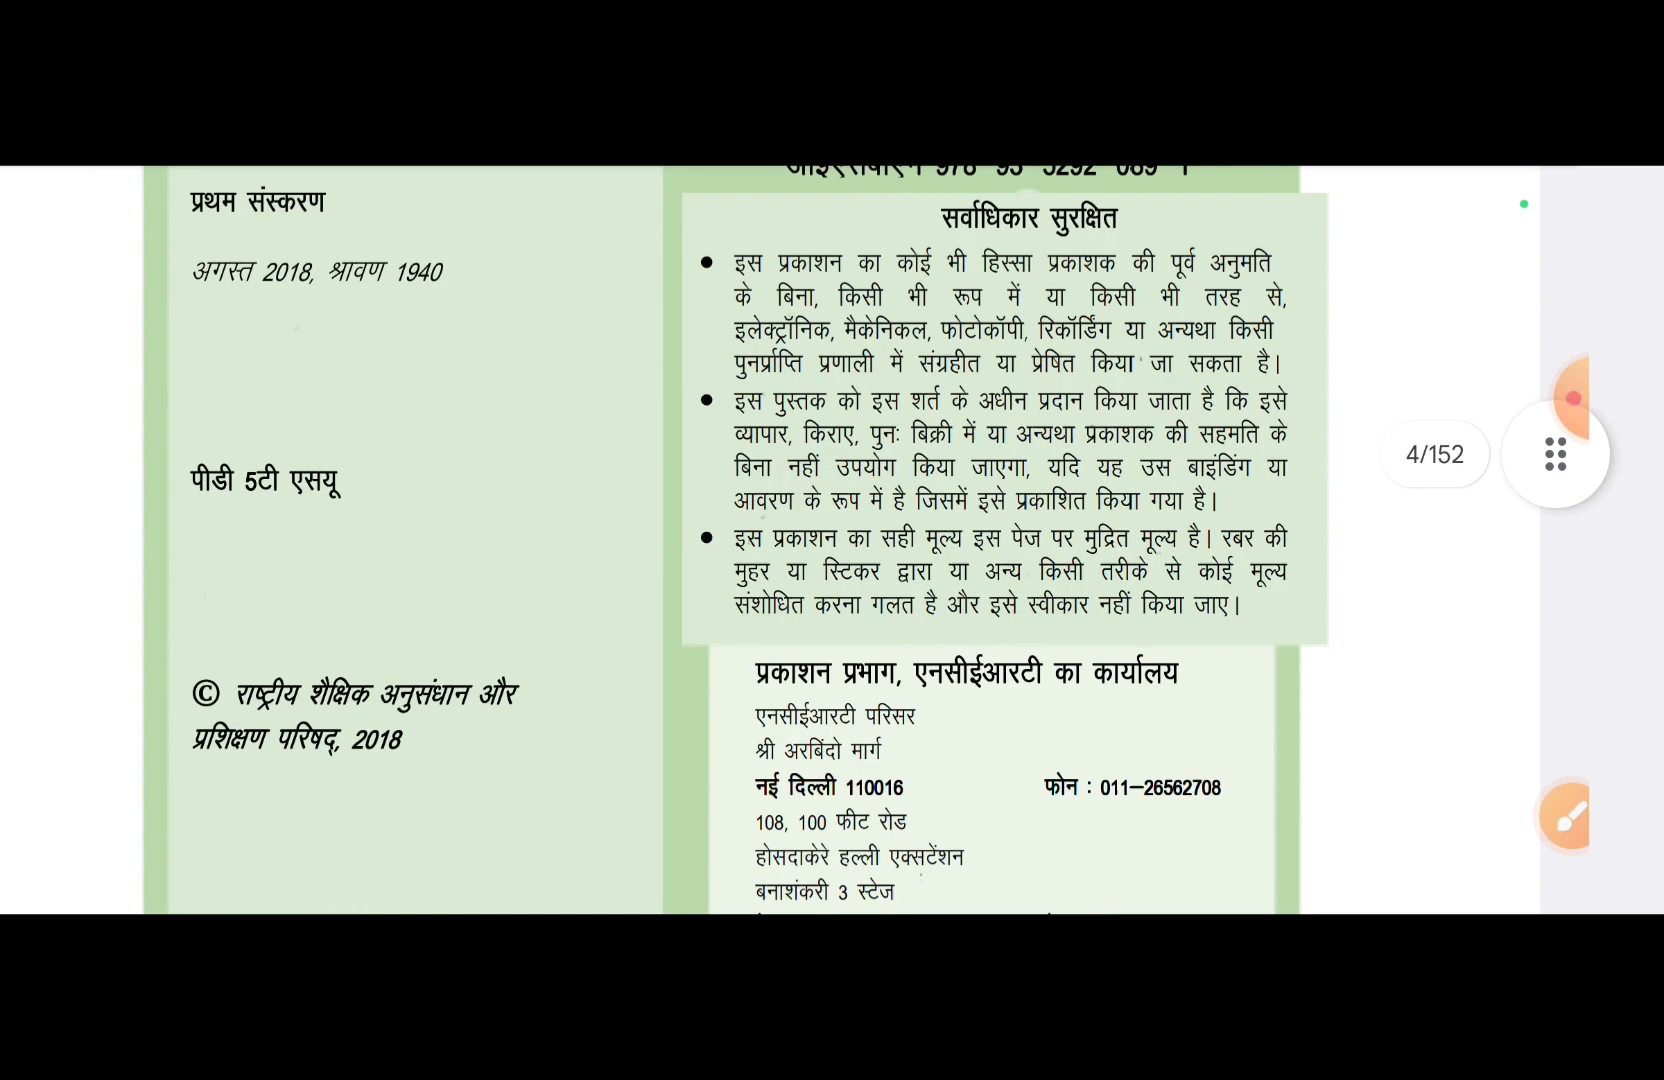 प्रथम संस्करण
अगस्त 2018, श्रावण 1940
पीडी 5टी एसयू
© राष्ट्रीय शैक्षिक अनुसंधान और
प्रशिक्षण परिषद्, 2018
सर्वाधिकार सुरक्षित
● इस प्रकाशन का कोई भी हिस्सा प्रकाशक की पूर्व अनुमति
के बिना, किसी भी रूप में या किसी भी तरह से,
इलेक्ट्रॉनिक, मैकेनिकल, फोटोकॉपी, रिकॉर्डिंग या अन्यथा किसी
पुनर्प्राप्ति प्रणाली में संग्रहीत या प्रेषित किया जा सकता है।
● इस पुस्तक को इस शर्त के अधीन प्रदान किया जाता है कि इसे
व्यापार, किराए, पुनः बिक्री में या अन्यथा प्रकाशक की सहमति के
बिना नहीं उपयोग किया जाएगा, यदि यह उस बाइंडिंग या
आवरण के रूप में है जिसमें इसे प्रकाशित किया गया है।
● इस प्रकाशन का सही मूल्य इस पेज पर मुद्रित मूल्य है। रबर की
मुहर या स्टिकर द्वारा या अन्य किसी तरीके से कोई मूल्य
संशोधित करना गलत है और इसे स्वीकार नहीं किया जाए।
प्रकाशन प्रभाग, एनसीईआरटी का कार्यालय
एनसीईआरटी परिसर
श्री अरबिंदो मार्ग
नई दिल्ली 110016 फोन : 011–26562708
108, 100 फीट रोड
होसदाकेरे हल्ली एक्सटेंशन
बनाशंकरी 3 स्टेज
4/152